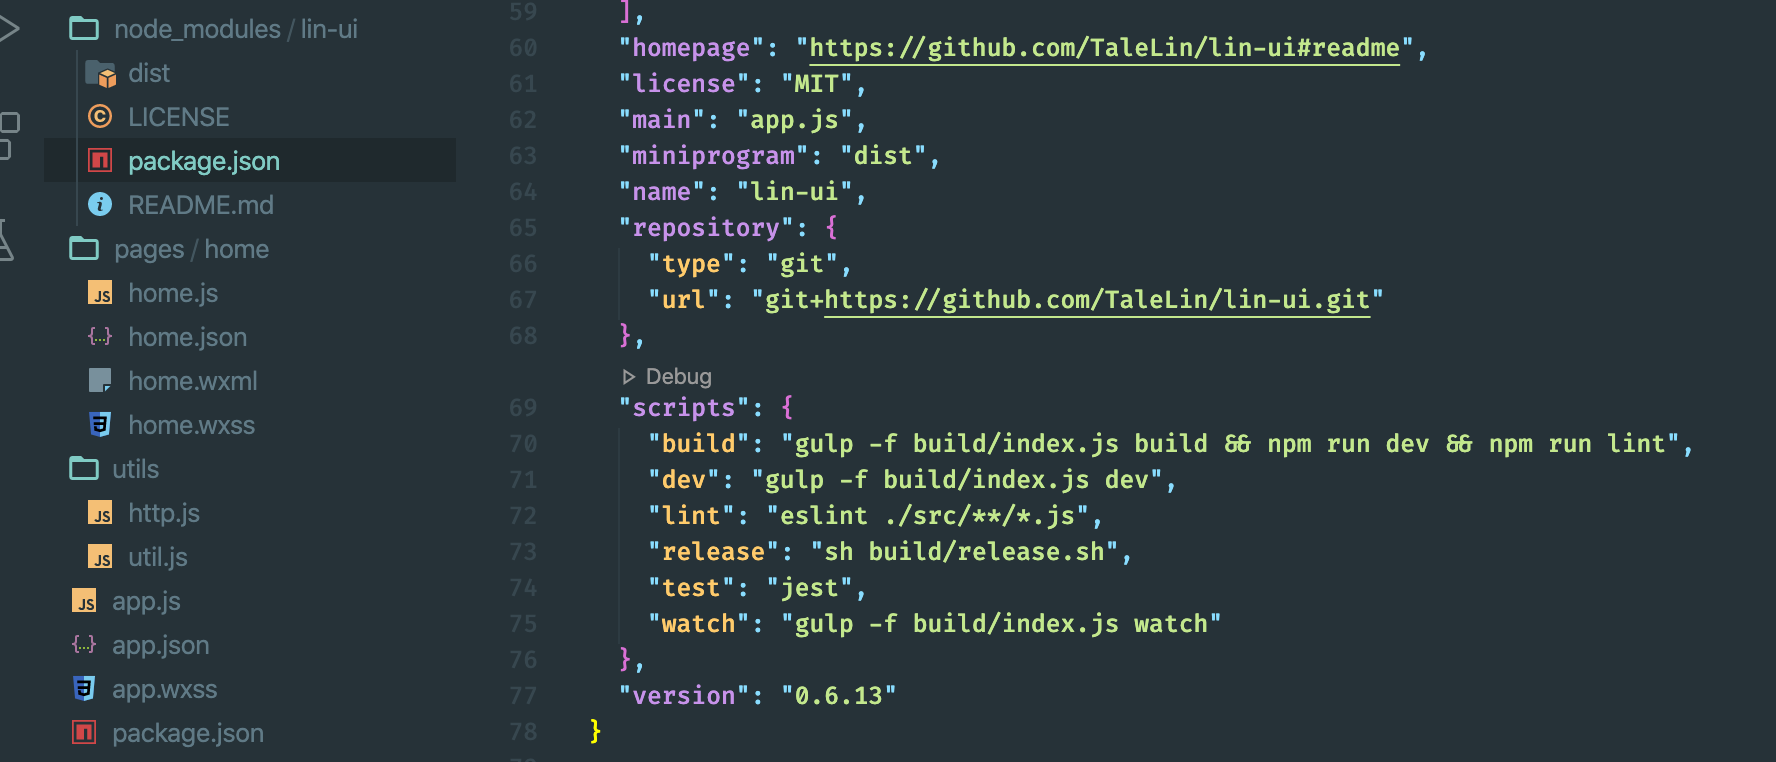 node_modules / lin-ui
dist
LICENSE
package.json
README.md
pages / home
JS home.js
{...} home.json
home.wxml
home.wxss
utils
JS http.js
JS util.js
JS app.js
{...} app.json
app.wxss
package.json
59 ],
60 "homepage": "https://github.com/TaleLin/lin-ui#readme",
61 "license": "MIT",
62 "main": "app.js",
63 "miniprogram": "dist",
64 "name": "lin-ui",
65 "repository": {
66 "type": "git",
67 "url": "git+https://github.com/TaleLin/lin-ui.git"
68 },
Debug
69 "scripts": {
70 "build": "gulp -f build/index.js build && npm run dev && npm run lint",
71 "dev": "gulp -f build/index.js dev",
72 "lint": "eslint ./src/**/*.js",
73 "release": "sh build/release.sh",
74 "test": "jest",
75 "watch": "gulp -f build/index.js watch"
76 },
77 "version": "0.6.13"
78 }